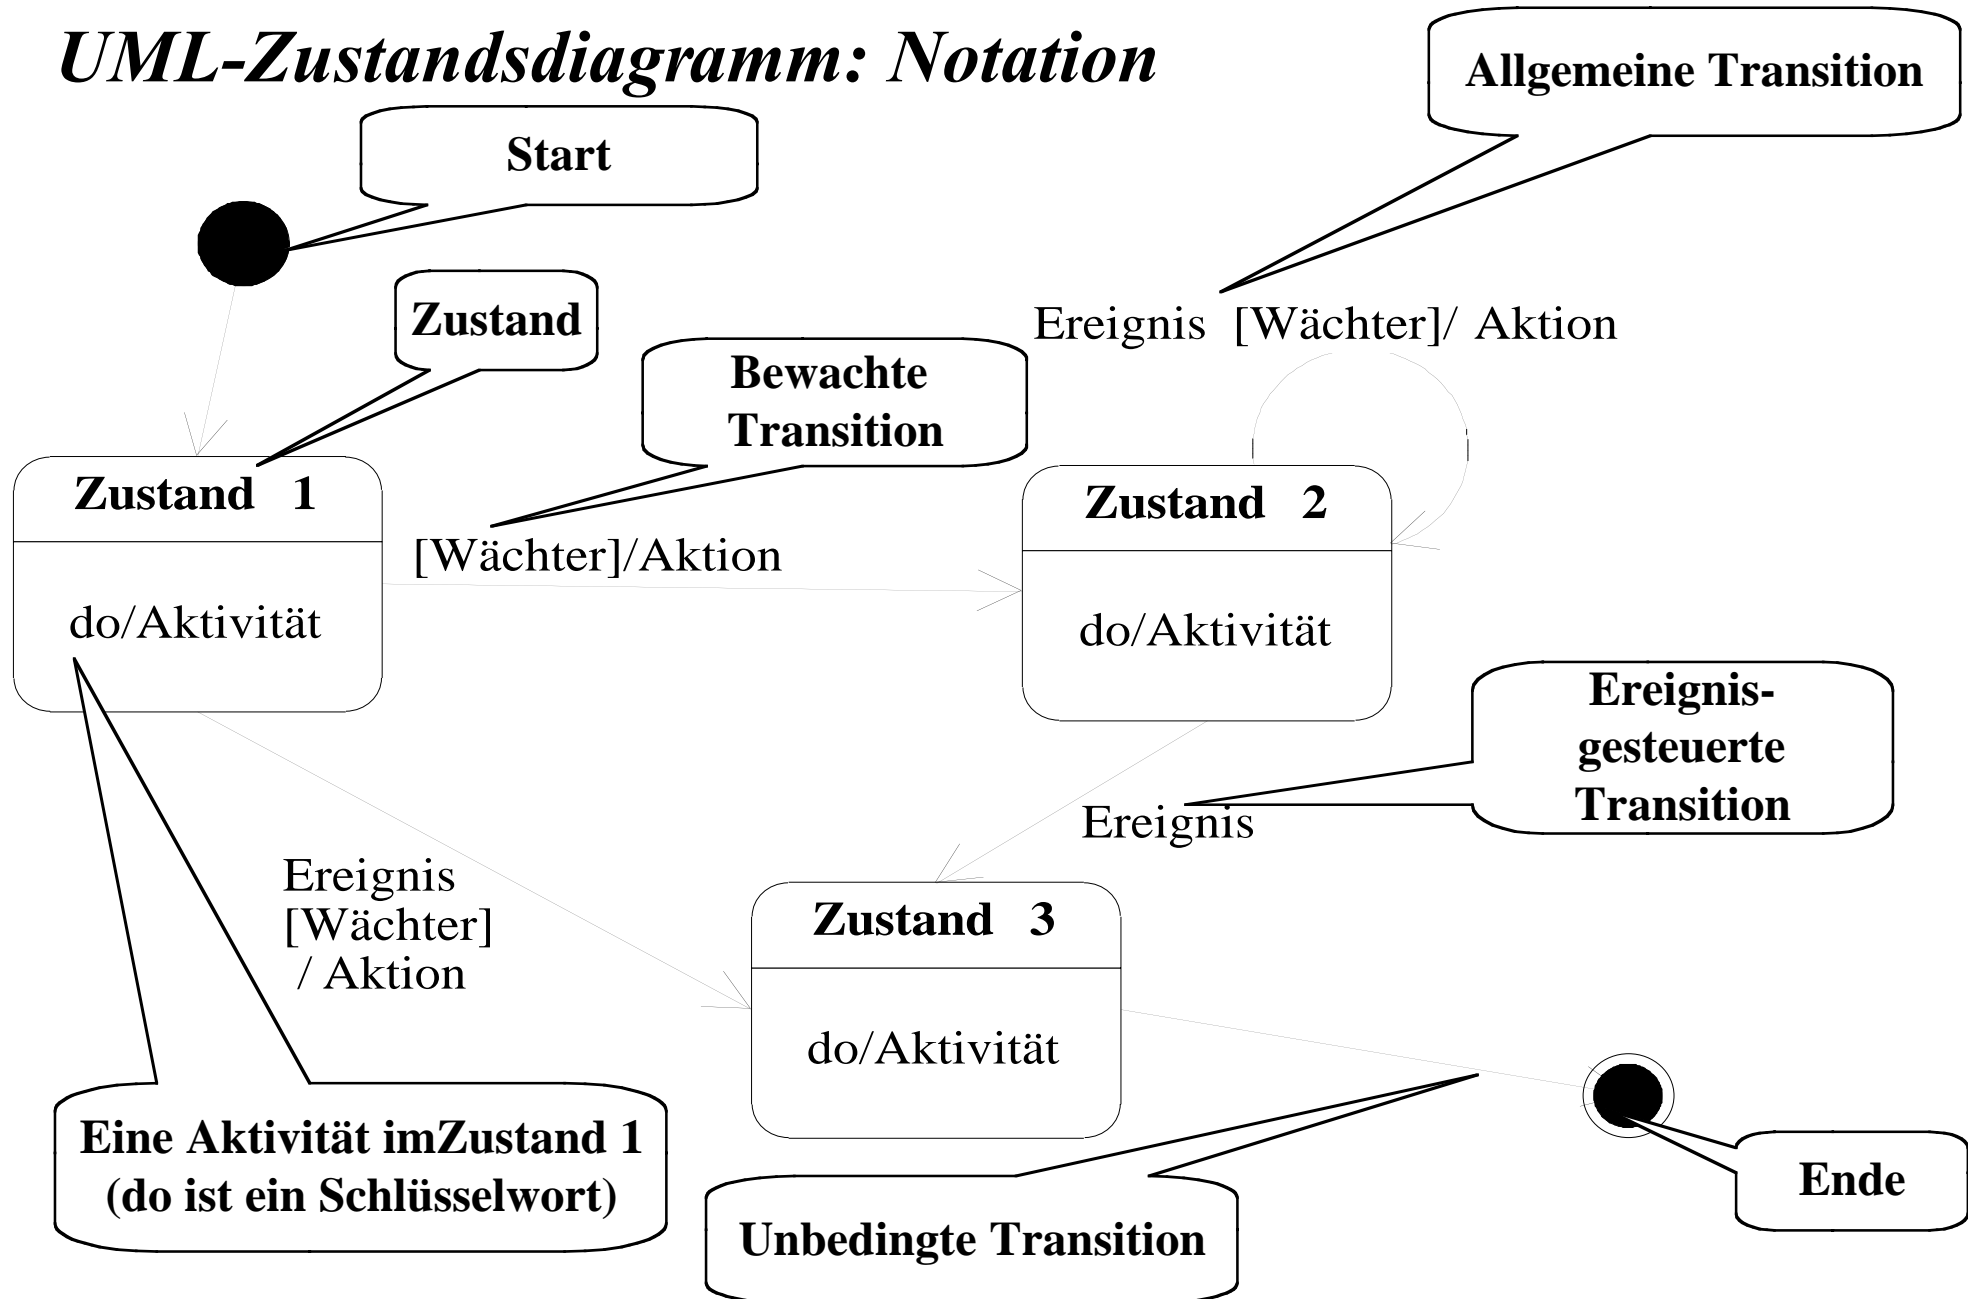 UML-Zustandsdiagramm: Notation
Allgemeine Transition
Start
Zustand
Ereignis [Wächter]/ Aktion
Bewachte
Transition
Zustand 1
Zustand 2
[Wächter]/Aktion
do/Aktivität
do/Aktivität
Ereignis-
gesteuerte
Transition
Ereignis
Ereignis
[Wächter]
/ Aktion
Zustand 3
do/Aktivität
Eine Aktivität imZustand 1
(do ist ein Schlüsselwort)
Unbedingte Transition
Ende